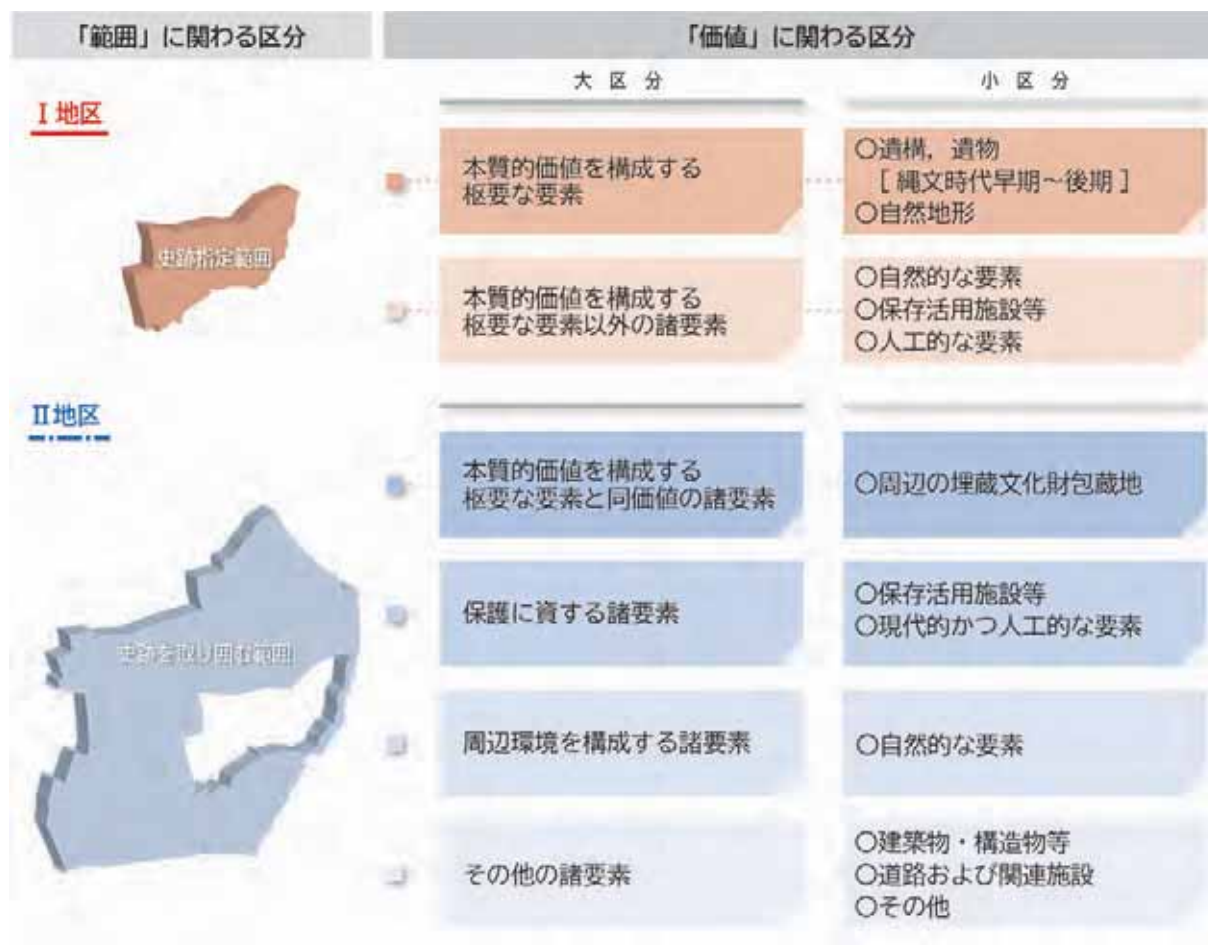 「範囲」に関わる区分
「価値」に関わる区分
大区分
小区分
Ⅰ地区
史跡指定範囲
本質的価値を構成する
枢要な要素
○遺構，遺物
［縄文時代早期～後期］
○自然地形
本質的価値を構成する
枢要な要素以外の諸要素
○自然的な要素
○保存活用施設等
○人工的な要素
Ⅱ地区
史跡を取り囲む範囲
本質的価値を構成する
枢要な要素と同価値の諸要素
○周辺の埋蔵文化財包蔵地
保護に資する諸要素
○保存活用施設等
○現代的かつ人工的な要素
周辺環境を構成する諸要素
○自然的な要素
その他の諸要素
○建築物・構造物等
○道路および関連施設
○その他